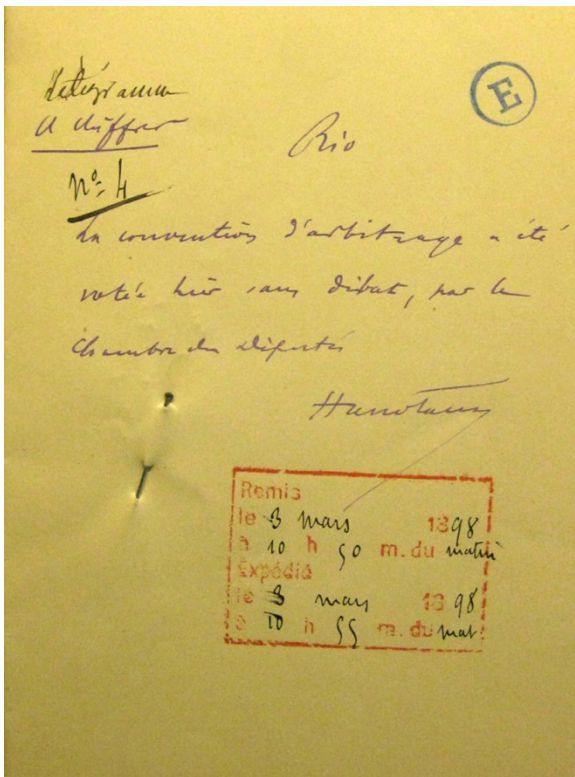 Télégramme
A chiffrer
E
Rio
No. 4
La convention d'arbitrage a été
votée hier sans débat, par la
Chambre des Députés
Hanotaux
Remis
le 3 mars 1898
à 10 h 50 m. du matin
Expédié
le 3 mars 1898
à 10 h 55 m. du mat.